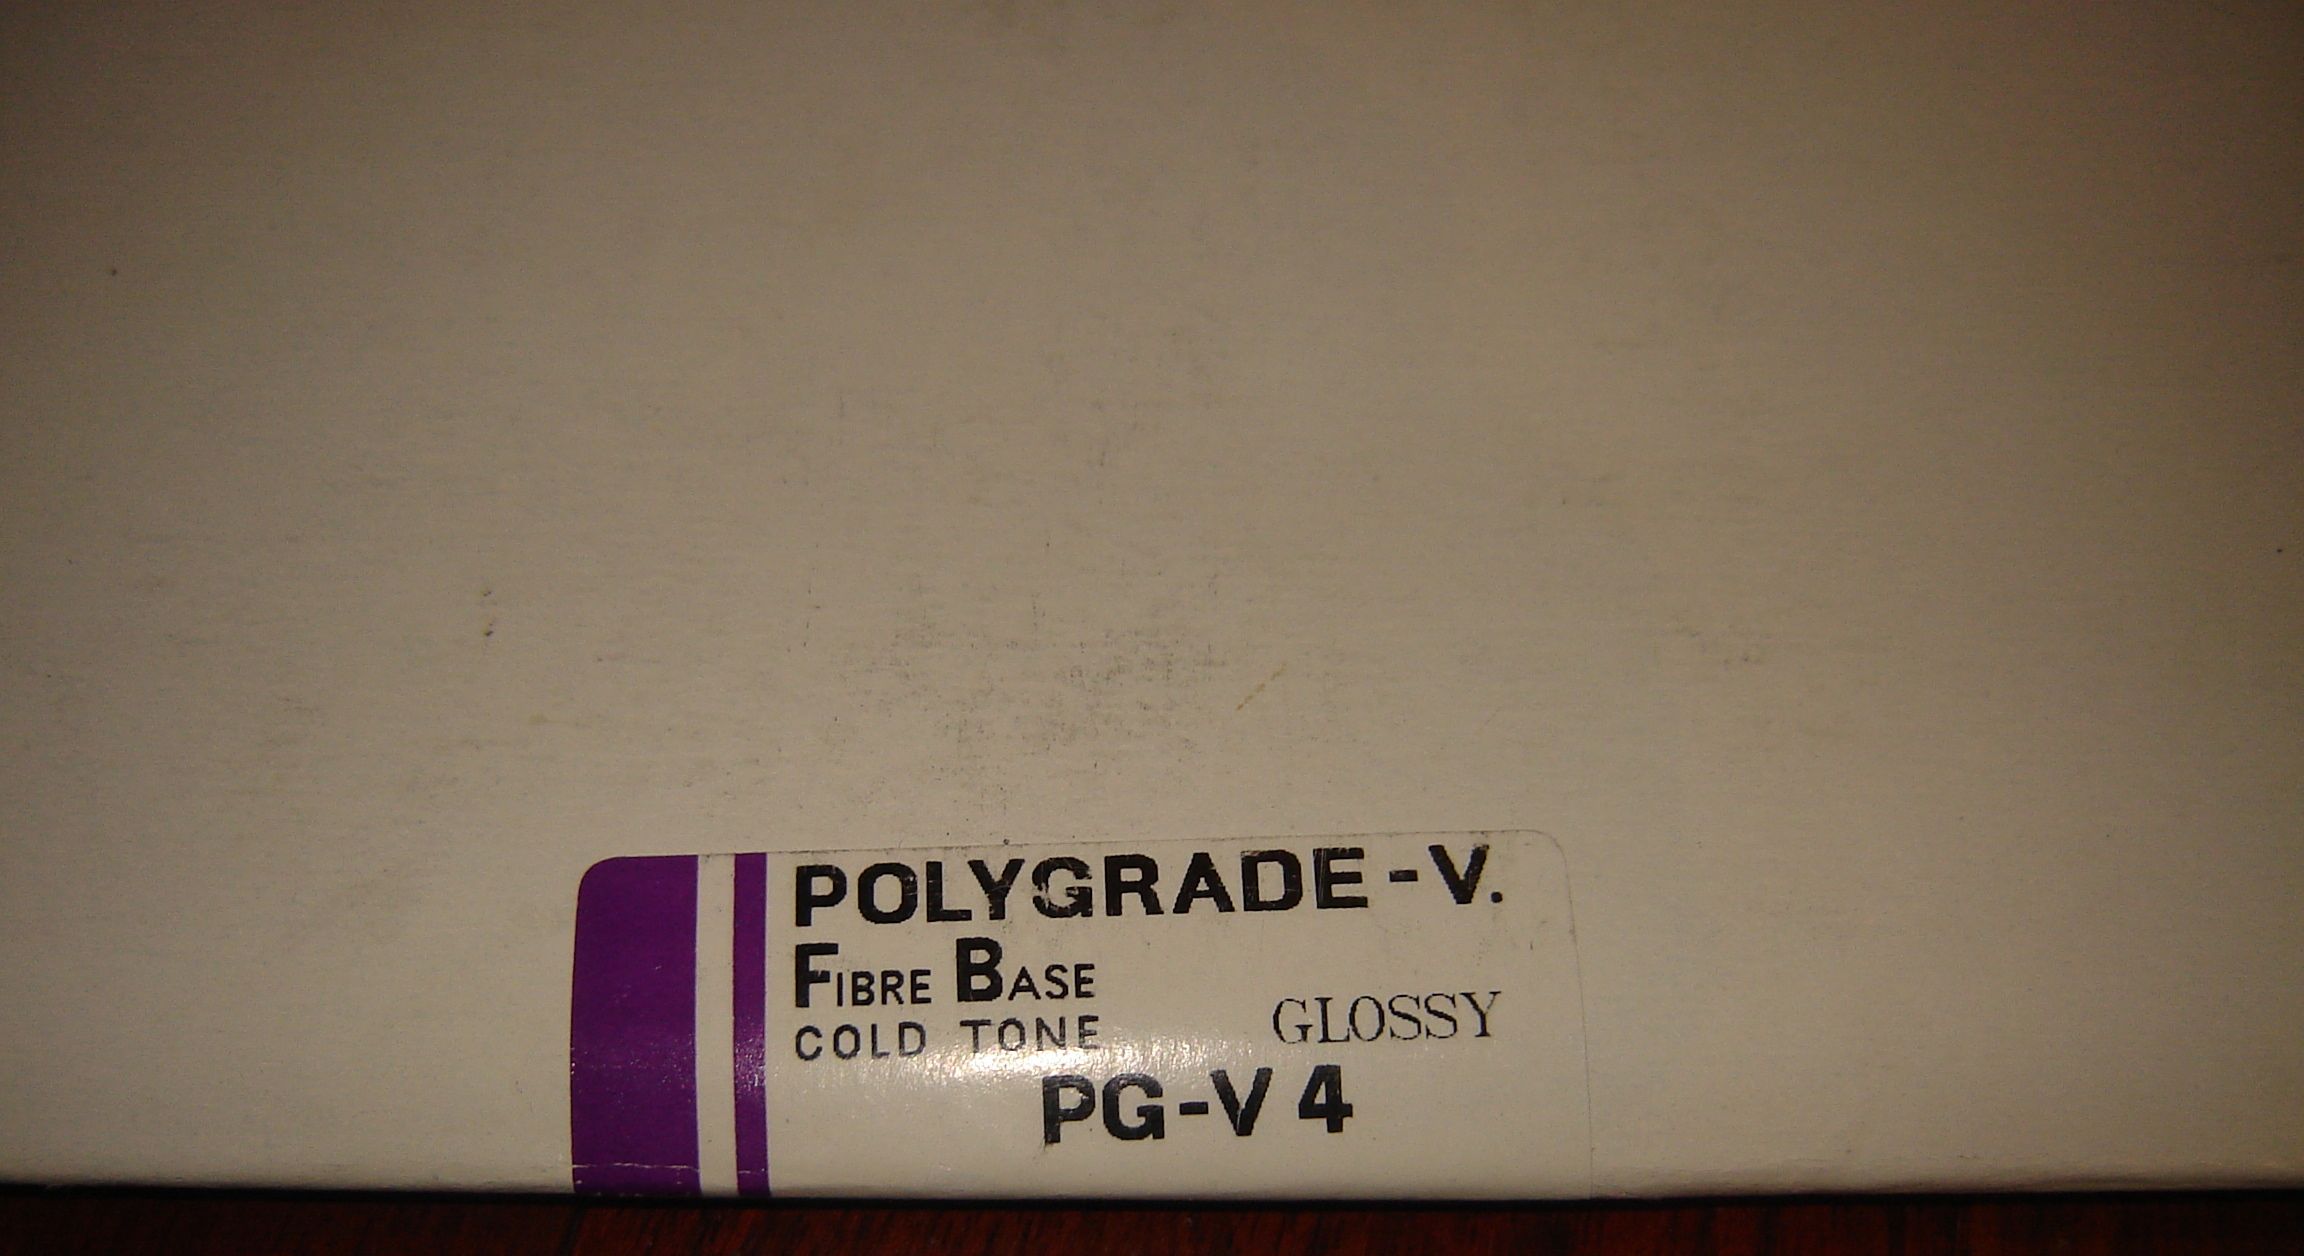 POLYGRADE-V.
FIBRE BASE
COLD TONE GLOSSY
PG-V 4